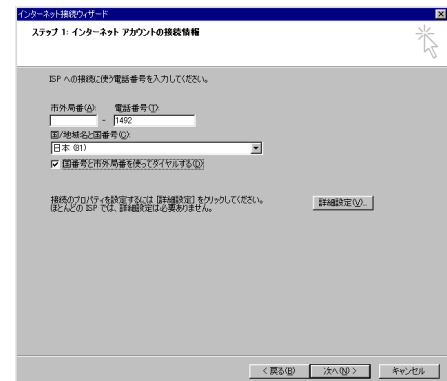 インターネット接続ウィザード
ステップ 1: インターネット アカウントの接続情報
ISP への接続に使う電話番号を入力してください。
市外局番(A): 電話番号(T):
- 1492
国/地域名と国番号(C):
日本 (81)
国番号と市外局番を使ってダイヤルする(D)
接続のプロパティを設定するには [詳細設定] をクリックしてください。
ほとんどの ISP では、詳細設定は必要ありません。
詳細設定(V)...
< 戻る(B) 次へ(N) > キャンセル